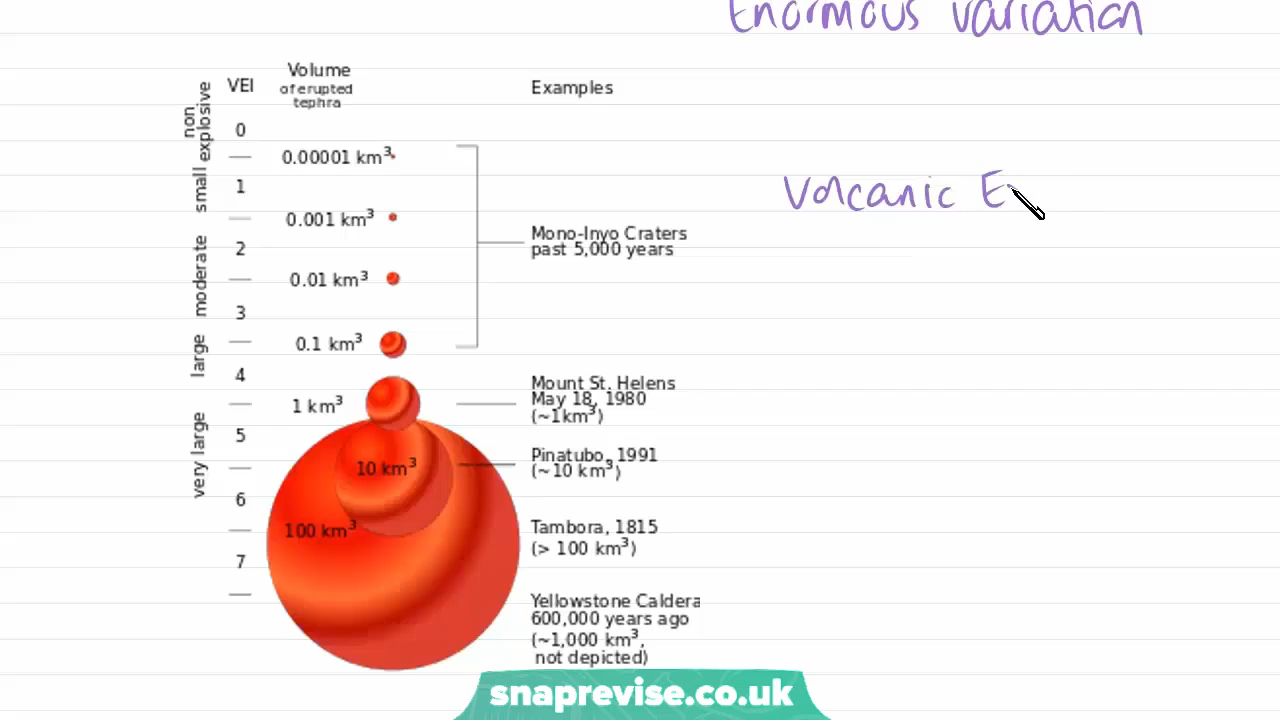 Enormous variation
VEI
Volume
of erupted
tephra
Examples
non
explosive
small
moderate
large
very large
0
0.00001 km³
1
0.001 km³
2
0.01 km³
3
0.1 km³
4
1 km³
5
10 km³
6
100 km³
7
Mono-Inyo Craters
past 5,000 years
Mount St. Helens
May 18, 1980
(~1km³)
Pinatubo, 1991
(~10 km³)
Tambora, 1815
(> 100 km³)
Yellowstone Caldera
600,000 years ago
(~1,000 km³,
not depicted)
Volcanic E
snaprevise.co.uk